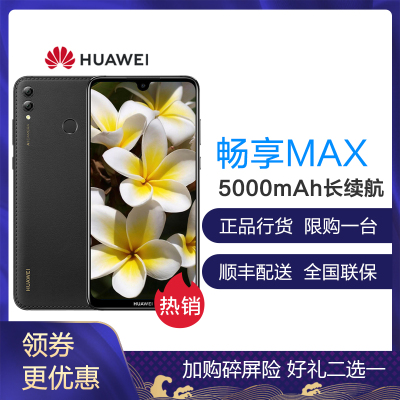 HUAWEI
畅享MAX
5000mAh长续航
正品行货 限购一台
顺丰配送 全国联保
HUAWEI
HUAWEI
热销
领券
更优惠
加购碎屏险 好礼二选一